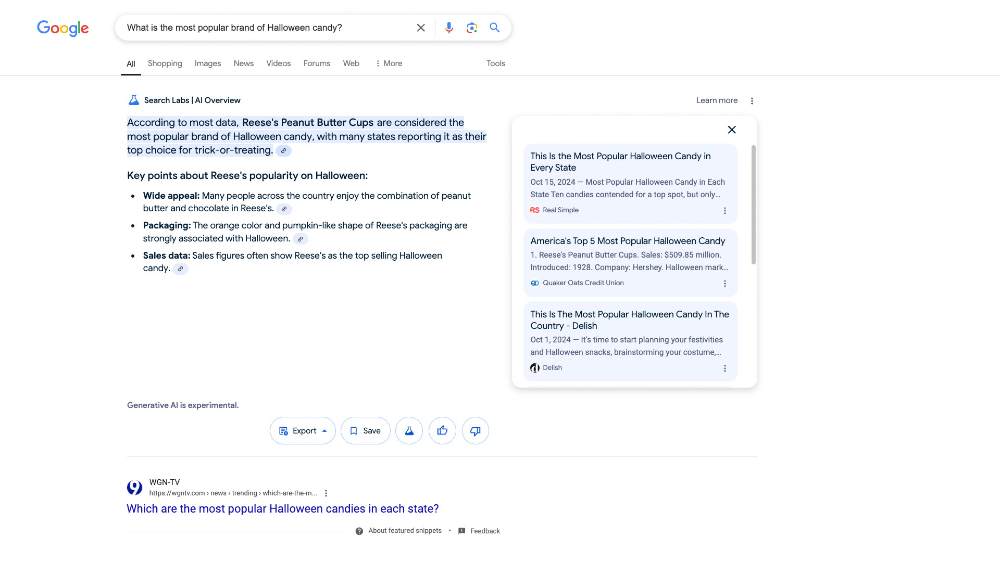 Google
What is the most popular brand of Halloween candy?
All
Shopping
Images
News
Videos
Forums
Web
More
Tools
Search Labs | AI Overview
Learn more
According to most data, Reese's Peanut Butter Cups are considered the
most popular brand of Halloween candy, with many states reporting it as their
top choice for trick-or-treating.
Key points about Reese's popularity on Halloween:
• Wide appeal: Many people across the country enjoy the combination of peanut
butter and chocolate in Reese's.
• Packaging: The orange color and pumpkin-like shape of Reese's packaging are
strongly associated with Halloween.
• Sales data: Sales figures often show Reese's as the top selling Halloween
candy.
This Is the Most Popular Halloween Candy in
Every State
Oct 15, 2024 — Most Popular Halloween Candy in Each
State Ten candies contended for a top spot, but only...
RS Real Simple
America's Top 5 Most Popular Halloween Candy
1. Reese's Peanut Butter Cups. Sales: $509.85 million.
Introduced: 1928. Company: Hershey. Halloween mark...
Quaker Oats Credit Union
This Is The Most Popular Halloween Candy In The
Country - Delish
Oct 1, 2024 — It's time to start planning your festivities
and Halloween snacks, brainstorming your costume,...
d Delish
Generative AI is experimental.
Export
Save
9
WGN-TV
https://wgntv.com › news › trending › which-are-the-m...
Which are the most popular Halloween candies in each state?
About featured snippets • Feedback